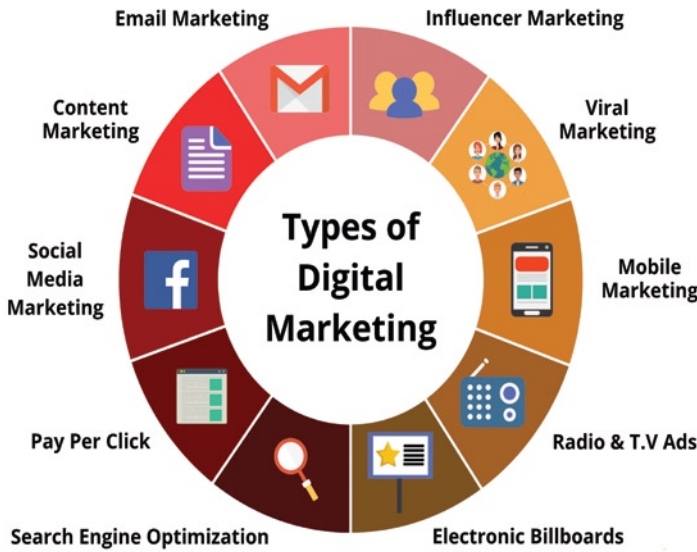 Email Marketing
Influencer Marketing
Content
Marketing
Viral
Marketing
Types of
Digital
Marketing
Social
Media
Marketing
Mobile
Marketing
Pay Per Click
Radio & T.V Ads
Search Engine Optimization
Electronic Billboards